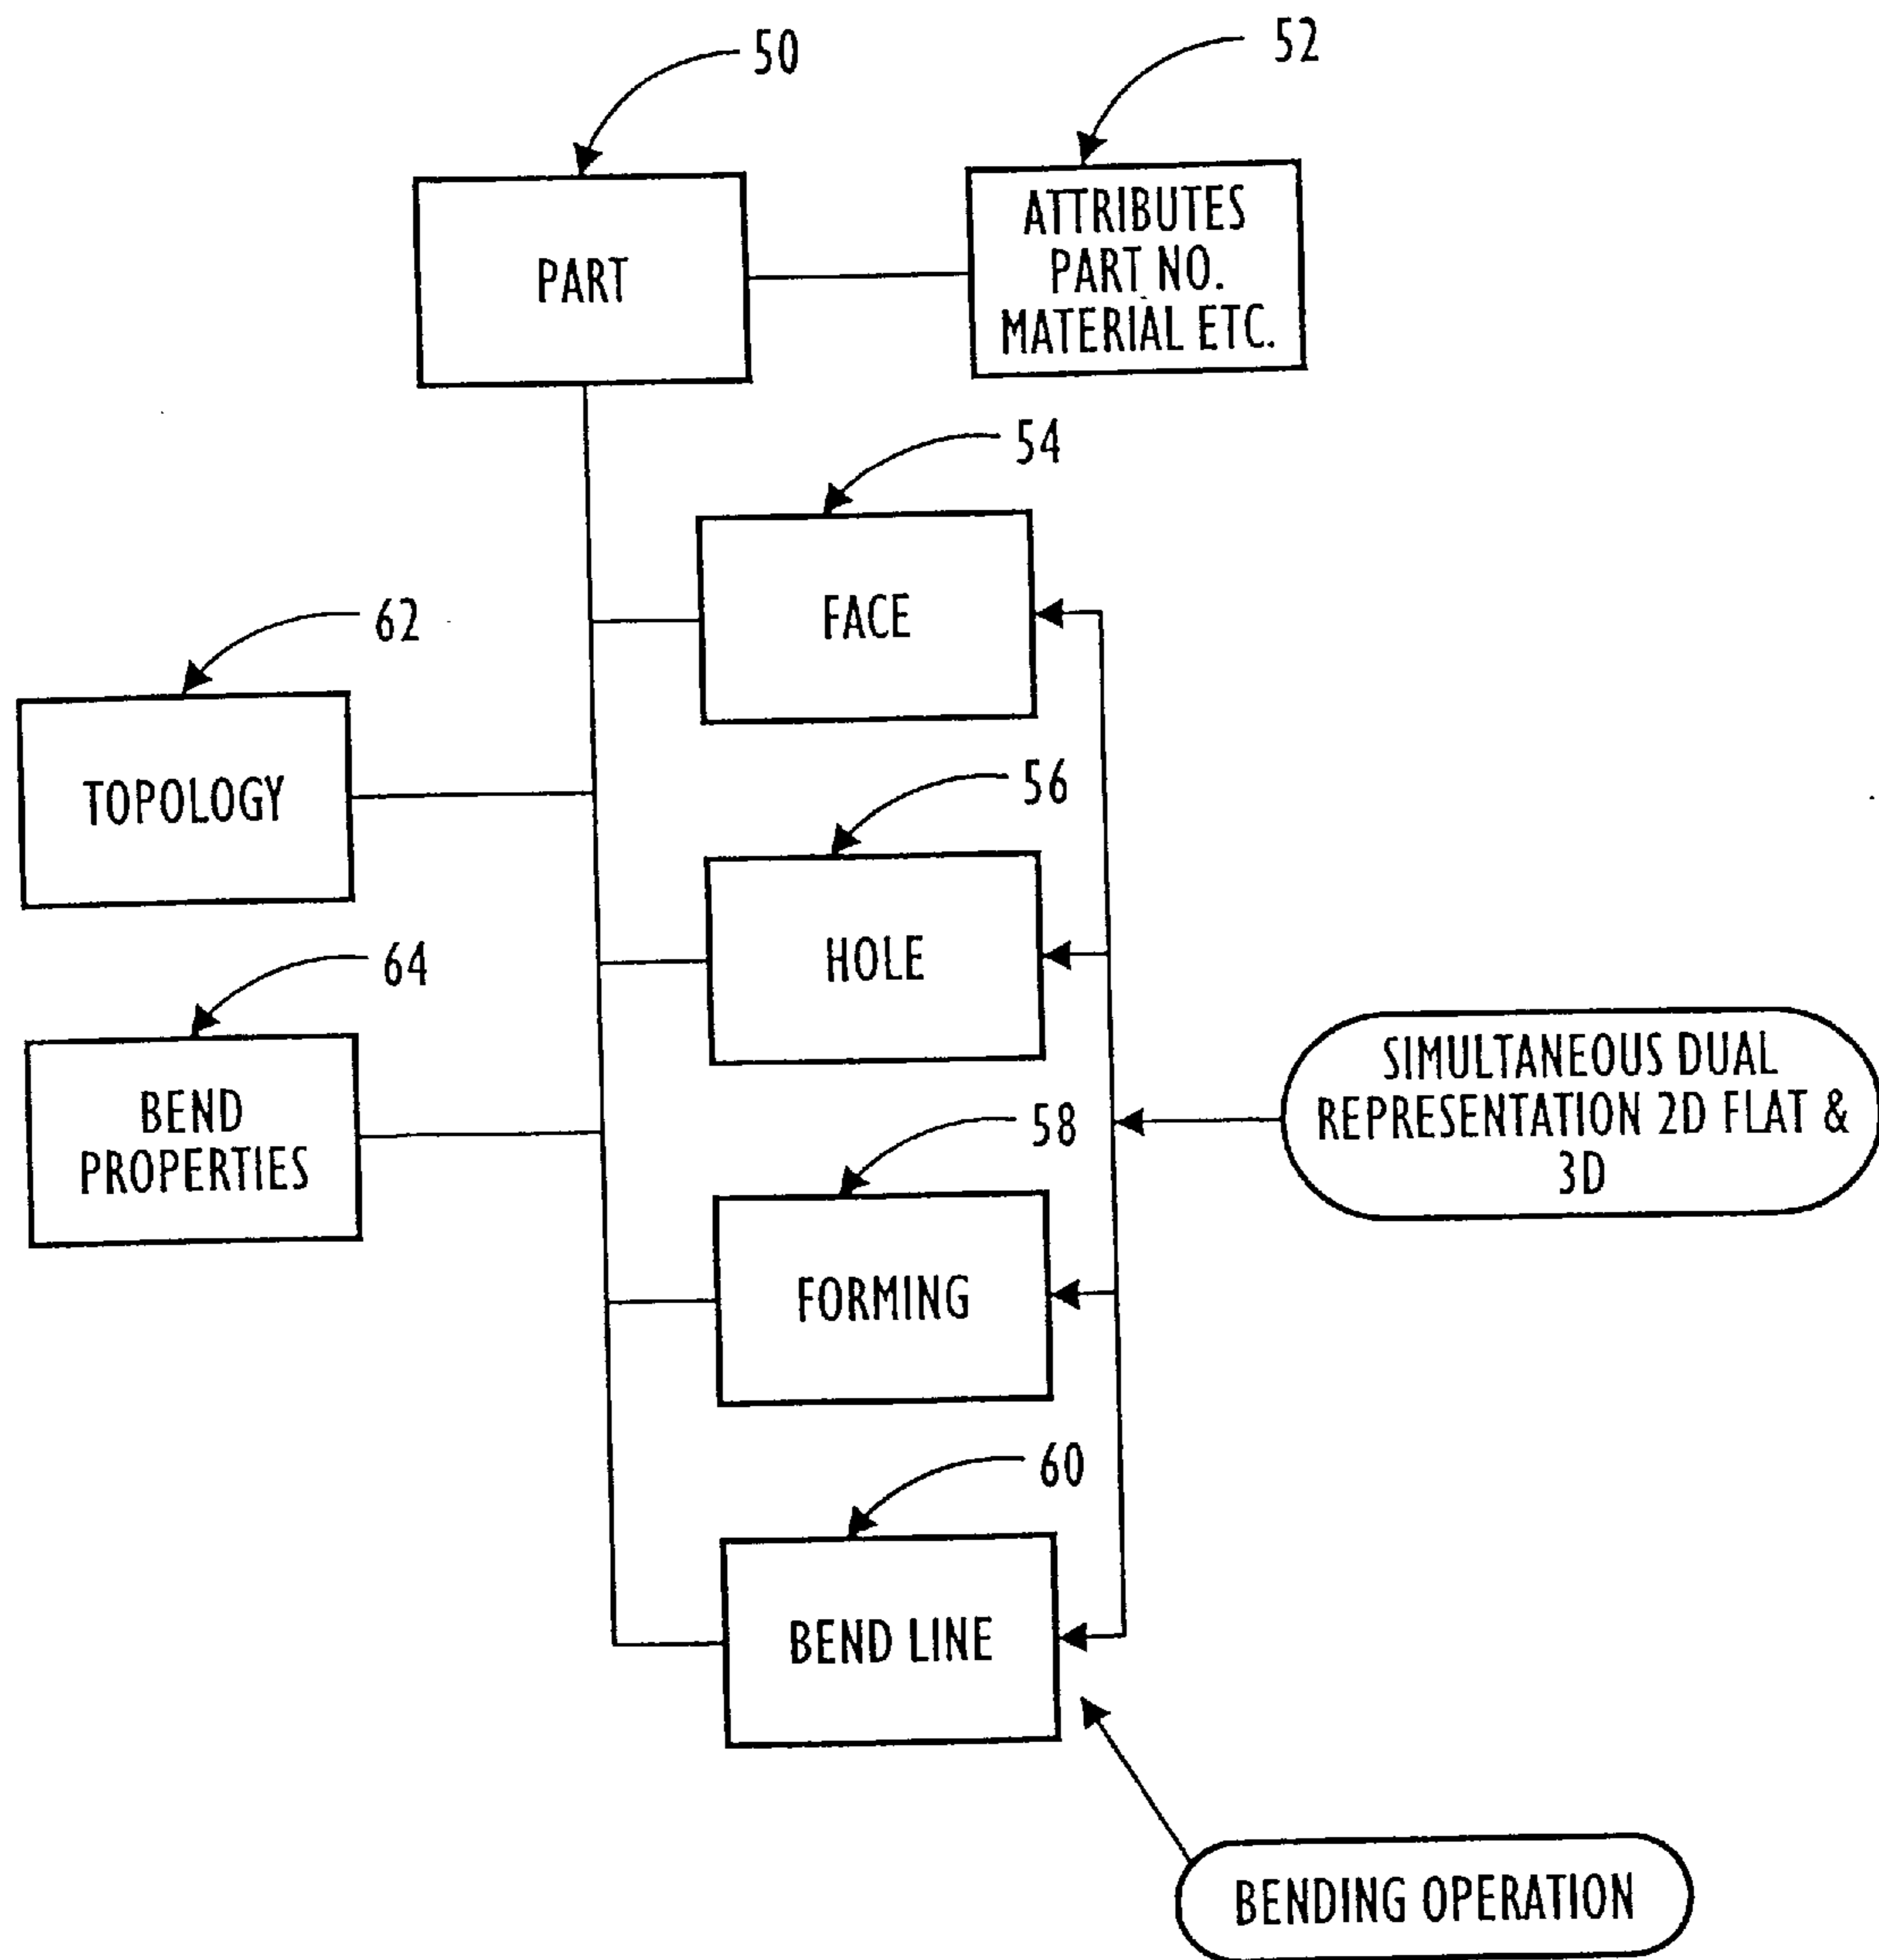 50
52
PART
ATTRIBUTES
PART NO.
MATERIAL ETC.
54
FACE
62
TOPOLOGY
56
HOLE
64
BEND
PROPERTIES
SIMULTANEOUS DUAL
REPRESENTATION 2D FLAT &
3D
58
FORMING
60
BEND LINE
BENDING OPERATION